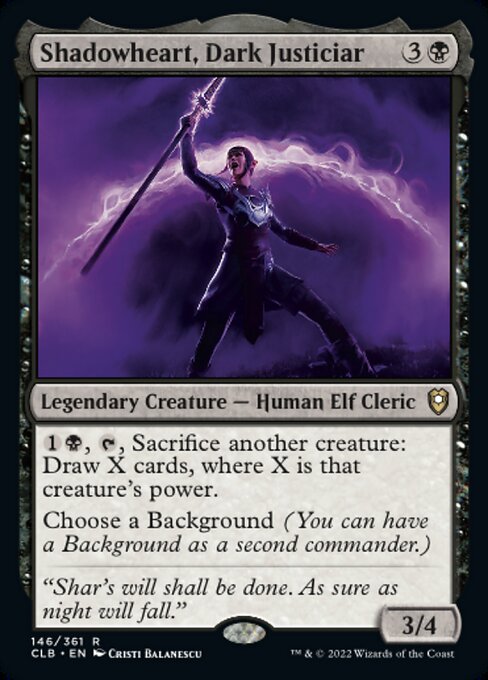 Shadowheart, Dark Justiciar 3
Legendary Creature — Human Elf Cleric
1, , Sacrifice another creature:
Draw X cards, where X is that
creature's power.
Choose a Background (You can have
a Background as a second commander.)
“Shar's will shall be done. As sure as
night will fall.”
3/4
146/361 R
CLB • EN Cristi Balanescu
™ & © 2022 Wizards of the Coast